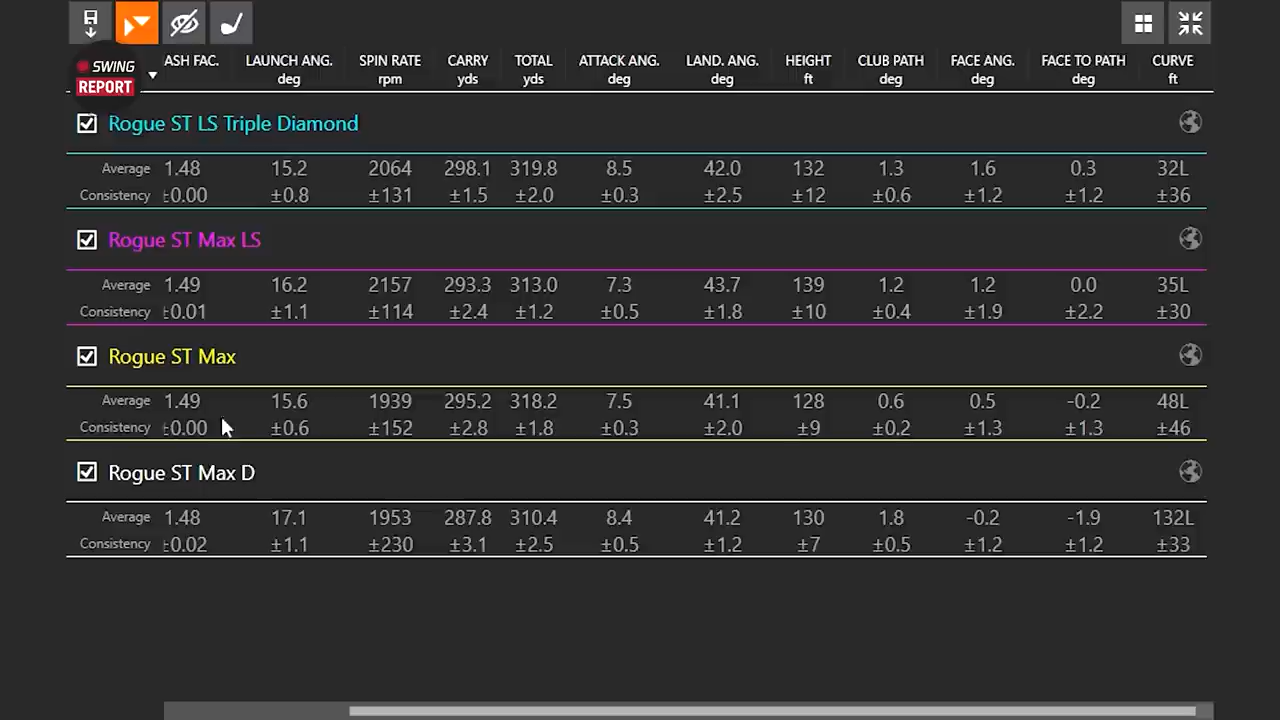 SWING
REPORT
ASH FAC. LAUNCH ANG. SPIN RATE CARRY TOTAL ATTACK ANG. LAND. ANG. HEIGHT CLUB PATH FACE ANG. FACE TO PATH CURVE
deg rpm yds yds deg deg ft deg deg deg ft
Rogue ST LS Triple Diamond
Average 1.48 15.2 2064 298.1 319.8 8.5 42.0 132 1.3 1.6 0.3 32L
Consistency ±0.00 ±0.8 ±131 ±1.5 ±2.0 ±0.3 ±2.5 ±12 ±0.6 ±1.2 ±1.2 ±36
Rogue ST Max LS
Average 1.49 16.2 2157 293.3 313.0 7.3 43.7 139 1.2 1.2 0.0 35L
Consistency ±0.01 ±1.1 ±114 ±2.4 ±1.2 ±0.5 ±1.8 ±10 ±0.4 ±1.9 ±2.2 ±30
Rogue ST Max
Average 1.49 15.6 1939 295.2 318.2 7.5 41.1 128 0.6 0.5 -0.2 48L
Consistency ±0.00 ±0.6 ±152 ±2.8 ±1.8 ±0.3 ±2.0 ±9 ±0.2 ±1.3 ±1.3 ±46
Rogue ST Max D
Average 1.48 17.1 1953 287.8 310.4 8.4 41.2 130 1.8 -0.2 -1.9 132L
Consistency ±0.02 ±1.1 ±230 ±3.1 ±2.5 ±0.5 ±1.2 ±7 ±0.5 ±1.2 ±1.2 ±33